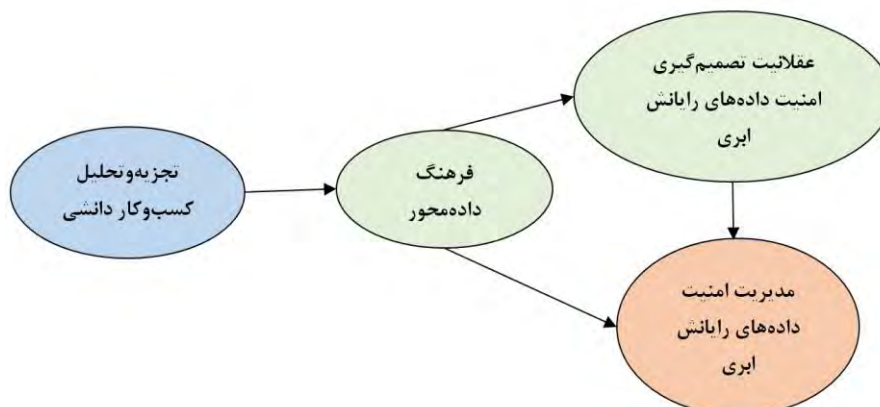 عقلانیت تصمیم‌گیری
امنیت داده‌های رایانش
ابری
تجزیه‌وتحلیل
کسب‌وکار دانشی
فرهنگ
داده‌محور
مدیریت امنیت
داده‌های رایانش
ابری